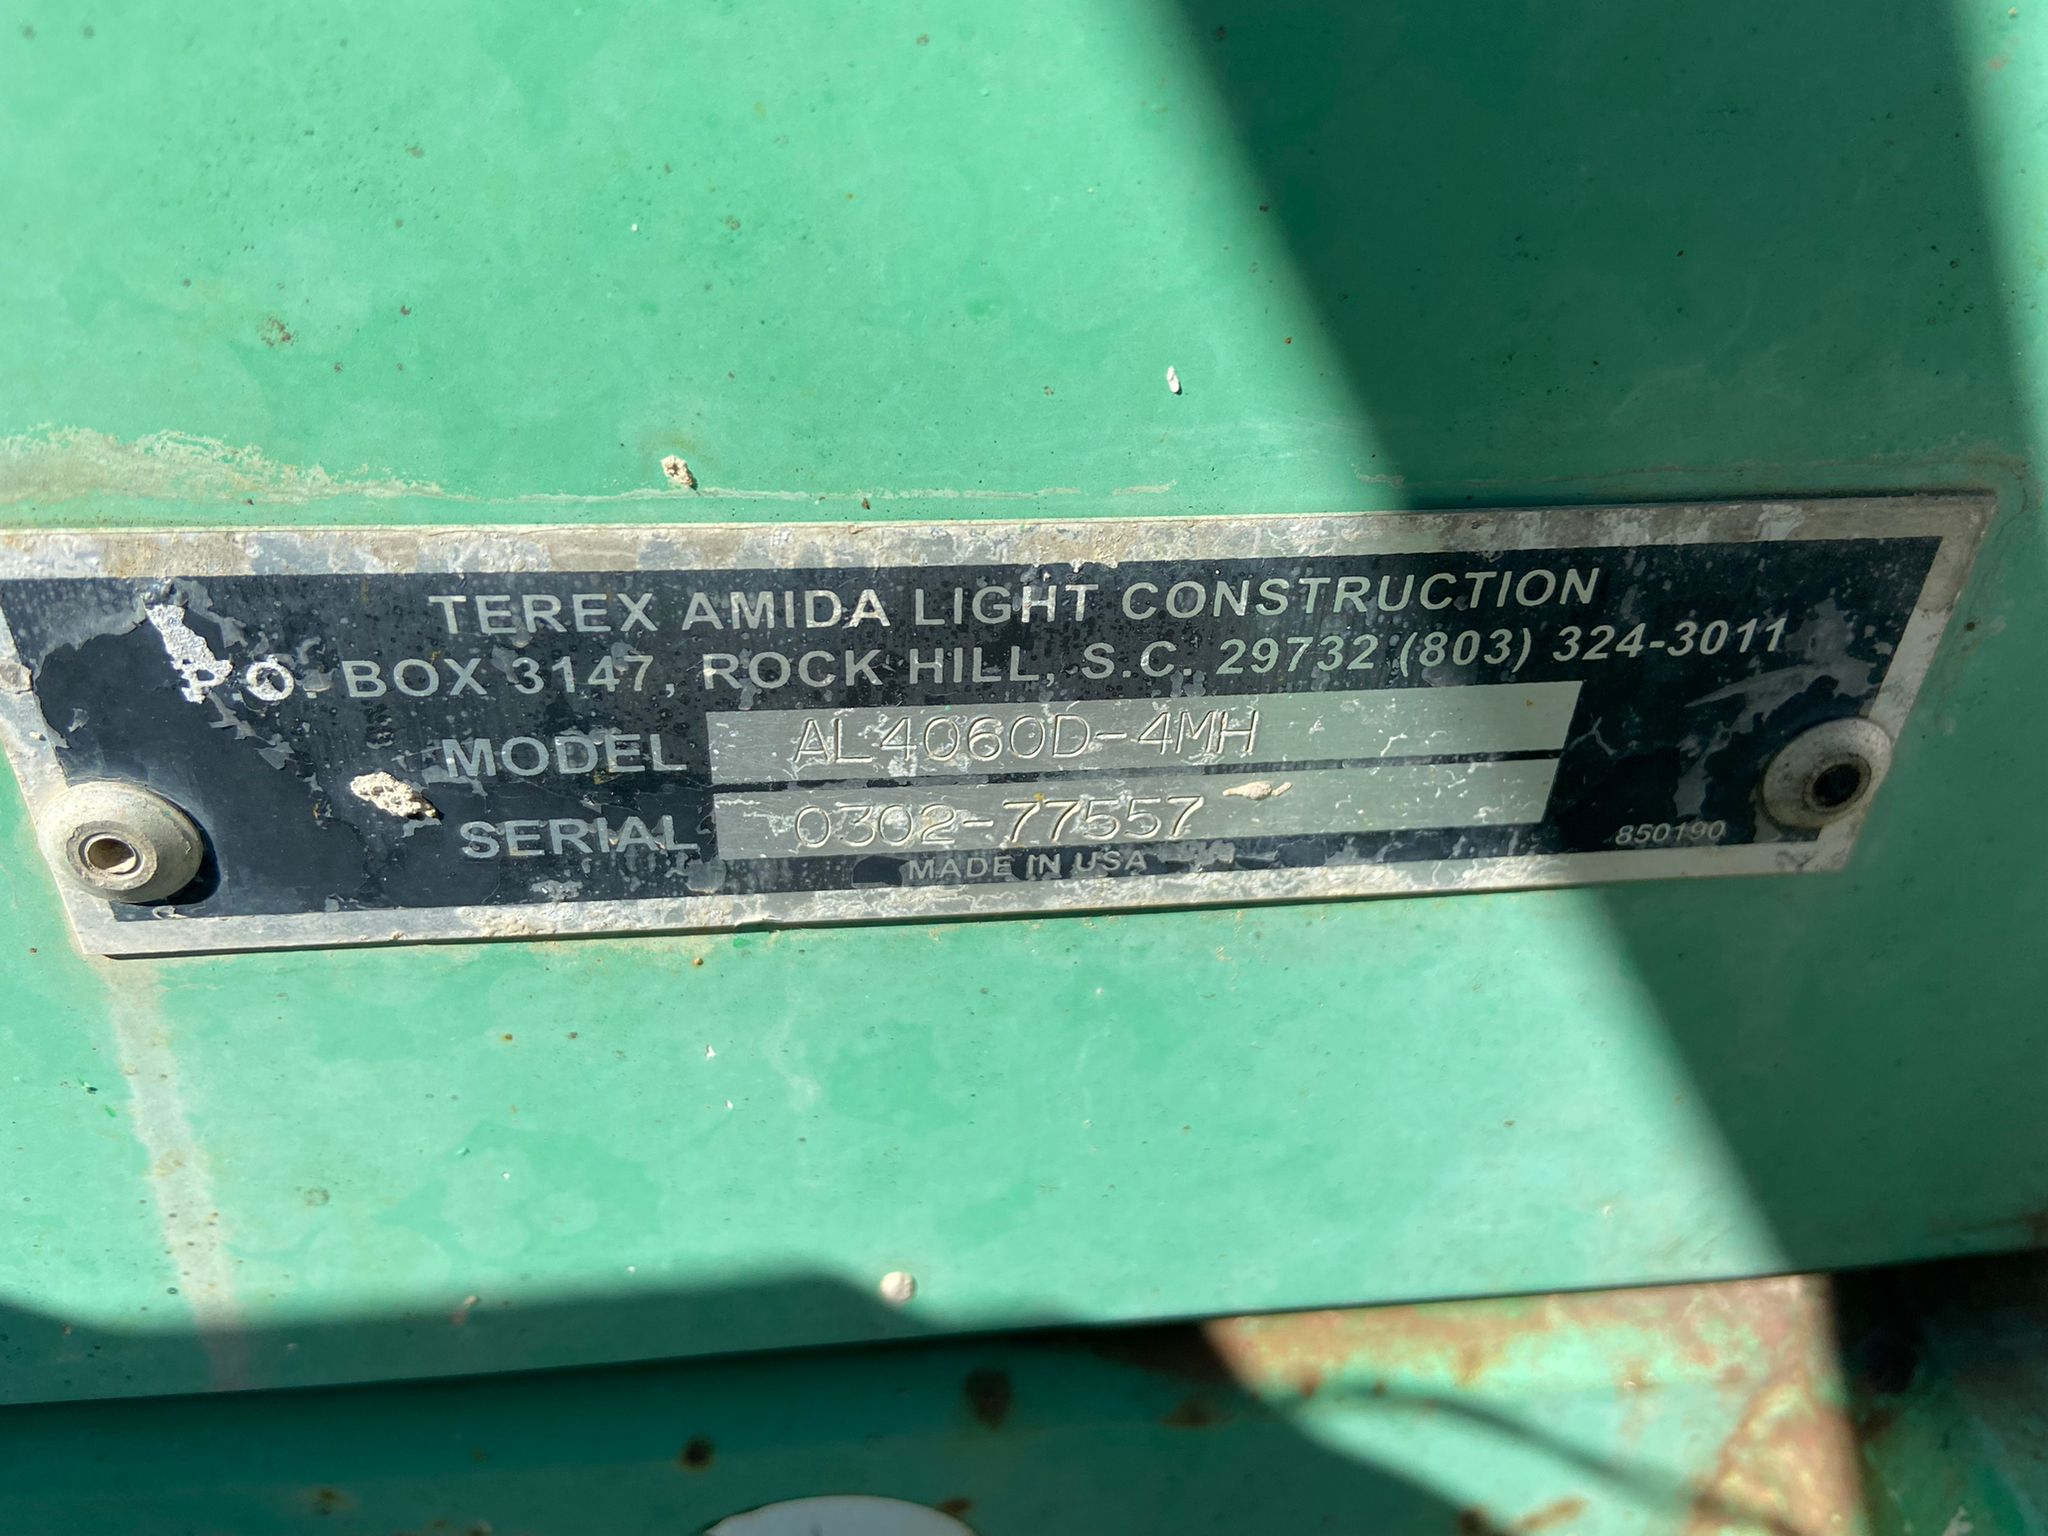 TEREX AMIDA LIGHT CONSTRUCTION
P.O. BOX 3147, ROCK HILL, S.C. 29732 (803) 324-3011
MODEL AL4060D-4MH
SERIAL 0302-77557
MADE IN USA
850190